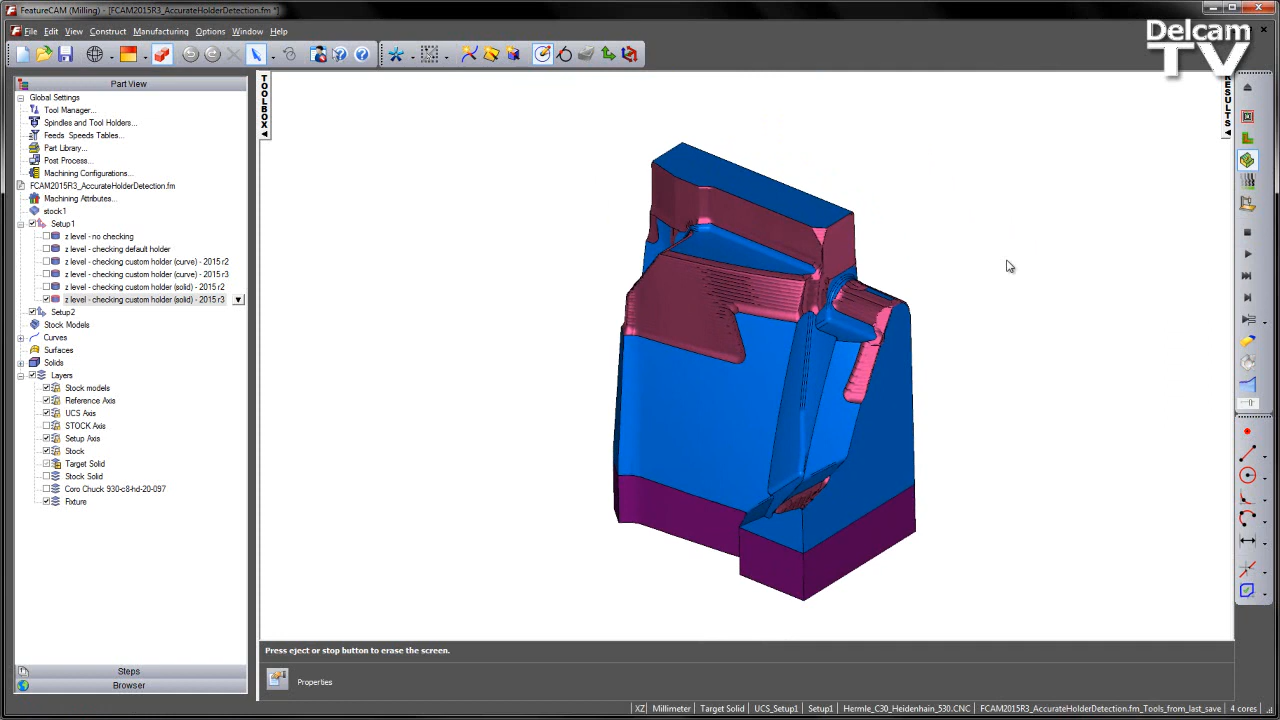 FeatureCAM (Milling) - [FCAM2015R3_AccurateHolderDetection.fm *]
File Edit View Construct Manufacturing Options Window Help
Delcam
TV
Part View
Global Settings
Tool Manager...
Spindles and Tool Holders...
Feeds Speeds Tables...
Part Library...
Post Process...
Machining Configurations...
FCAM2015R3_AccurateHolderDetection.fm
Machining Attributes...
stock1
Setup1
z level - no checking
z level - checking default holder
z level - checking custom holder (curve) - 2015 r2
z level - checking custom holder (curve) - 2015 r3
z level - checking custom holder (solid) - 2015 r2
z level - checking custom holder (solid) - 2015 r3
Setup2
Stock Models
Curves
Surfaces
Solids
Layers
Stock models
Reference Axis
UCS Axis
STOCK Axis
Setup Axis
Stock
Target Solid
Stock Solid
Coro Chuck 930-c8-hd-20-097
Fixture
Steps
Browser
TOOLBOX
RESULTS
Press eject or stop button to erase the screen.
Properties
XZ Millimeter Target Solid UCS_Setup1 Setup1 Hermle_C30_Heidenhain_530.CNC FCAM2015R3_AccurateHolderDetection.fm_Tools_from_last_save 4 cores